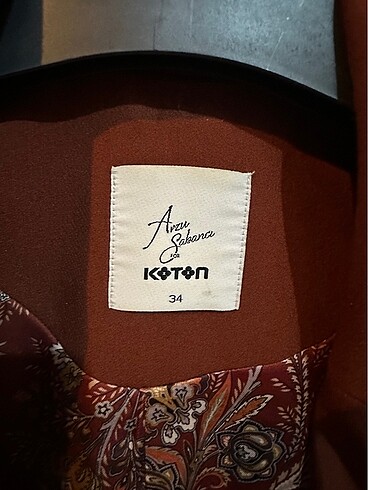 Arzu
Sabancı
FOR
KOTON
34